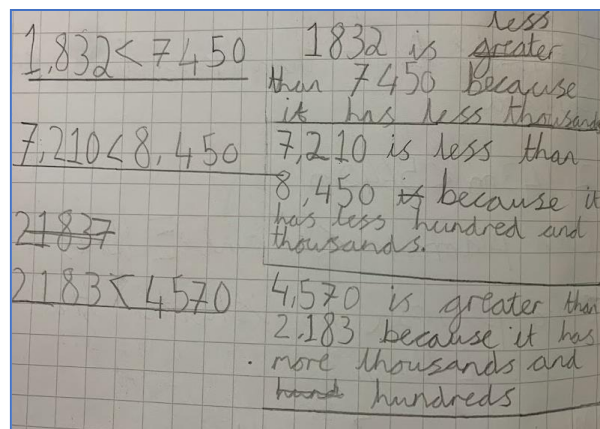 1,832 < 7450
less
1832 is greater
than 7450 because
it has less thousands
7,210 < 8,450
7,210 is less than
8,450 is because it
has less hundred and
thousands.
21837
2183 < 4570
4,570 is greater than
2,183 because it has
more thousands and
hund hundreds